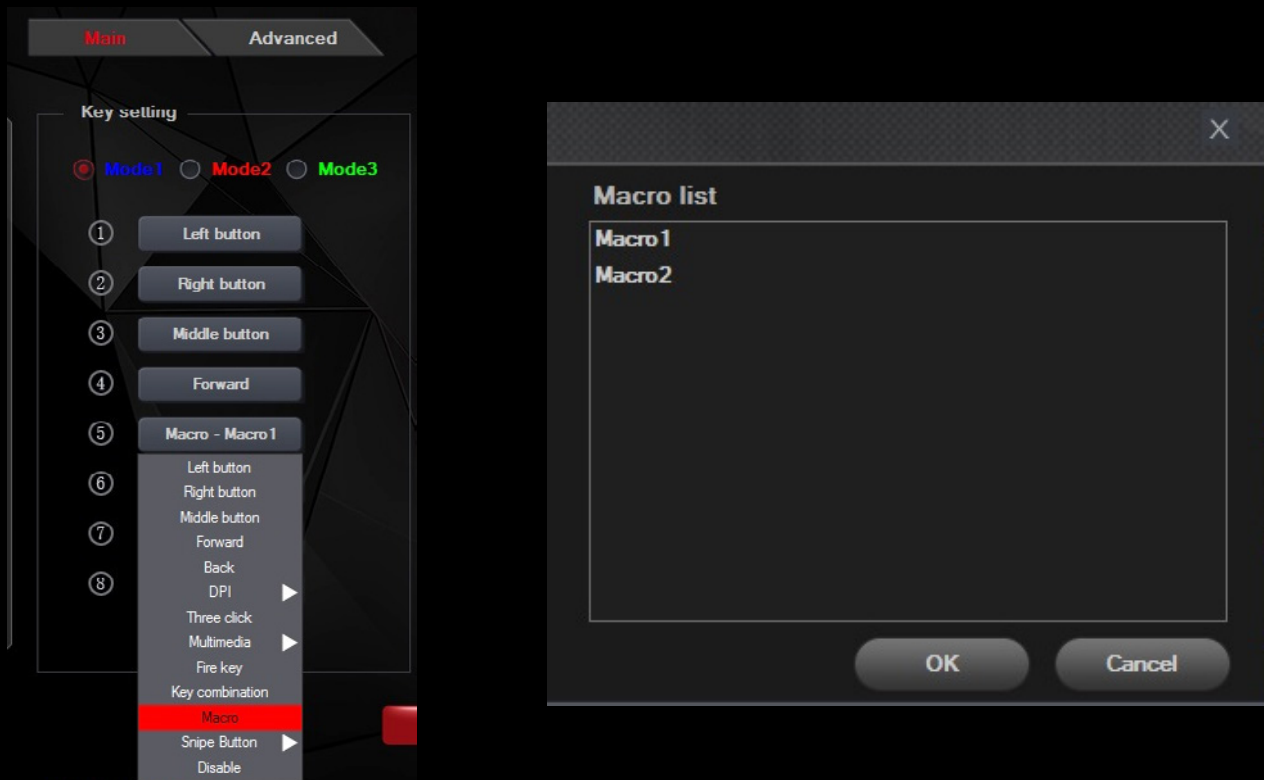 Main Advanced
Key setting
Mode1 Mode2 Mode3
1 Left button
2 Right button
3 Middle button
4 Forward
5 Macro - Macro1
6
7
8
Left button
Right button
Middle button
Forward
Back
DPI
Three click
Multimedia
Fire key
Key combination
Macro
Snipe Button
Disable
X
Macro list
Macro1
Macro2
OK Cancel